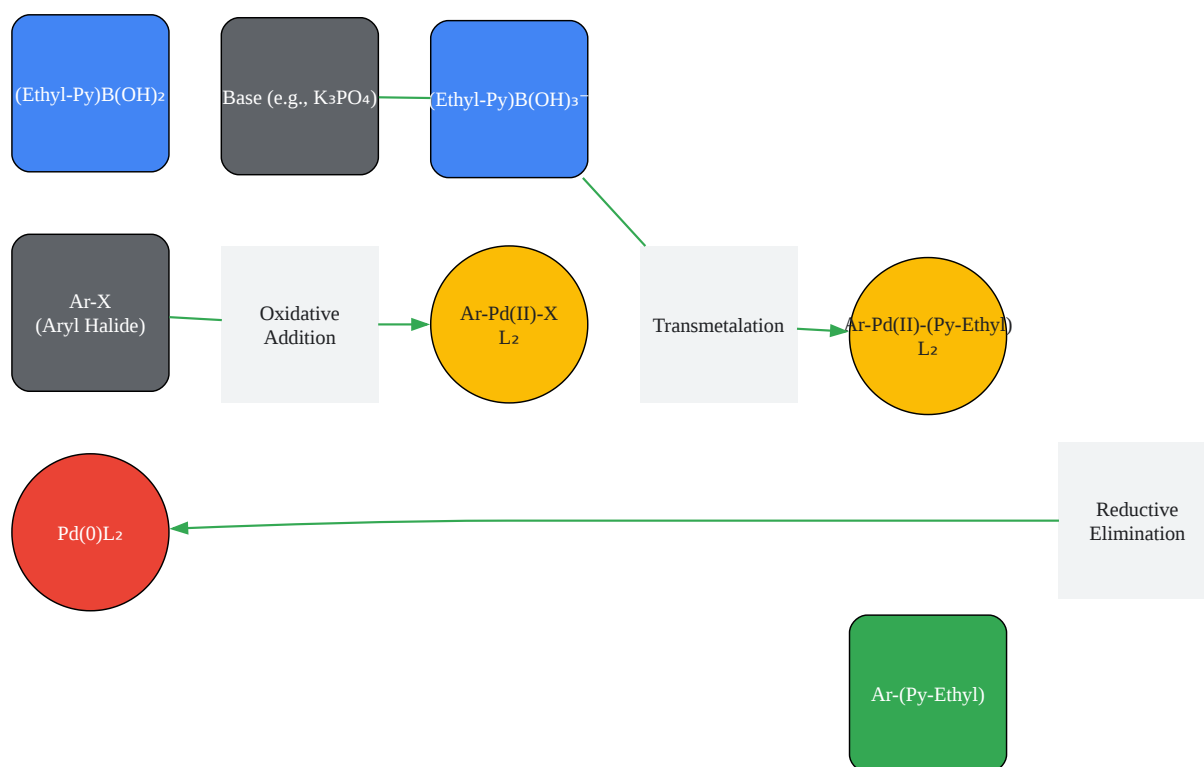 (Ethyl-Py)B(OH)₂
Base (e.g., K₃PO₄)
(Ethyl-Py)B(OH)₃⁻
Ar-X
(Aryl Halide)
Oxidative
Addition
Ar-Pd(II)-X
L₂
Transmetalation
Ar-Pd(II)-(Py-Ethyl)
L₂
Pd(0)L₂
Reductive
Elimination
Ar-(Py-Ethyl)